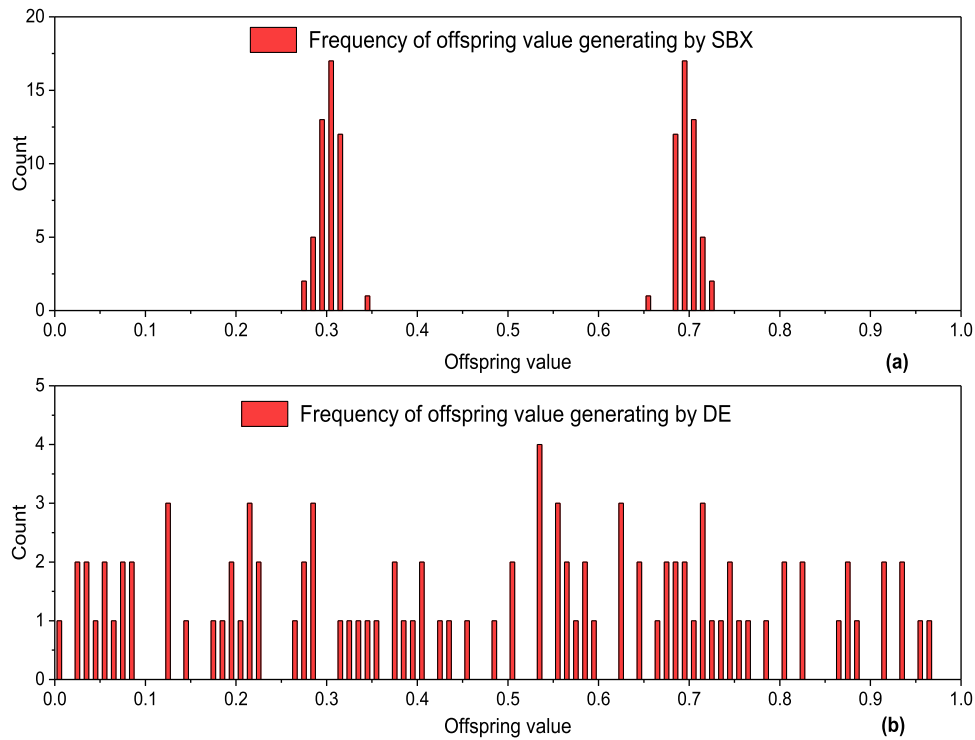 20
Frequency of offspring value generating by SBX
15
Count
10
5
0
0.0 0.1 0.2 0.3 0.4 0.5 0.6 0.7 0.8 0.9 1.0
Offspring value (a)
5
Frequency of offspring value generating by DE
4
3
Count
2
1
0
0.0 0.1 0.2 0.3 0.4 0.5 0.6 0.7 0.8 0.9 1.0
Offspring value (b)